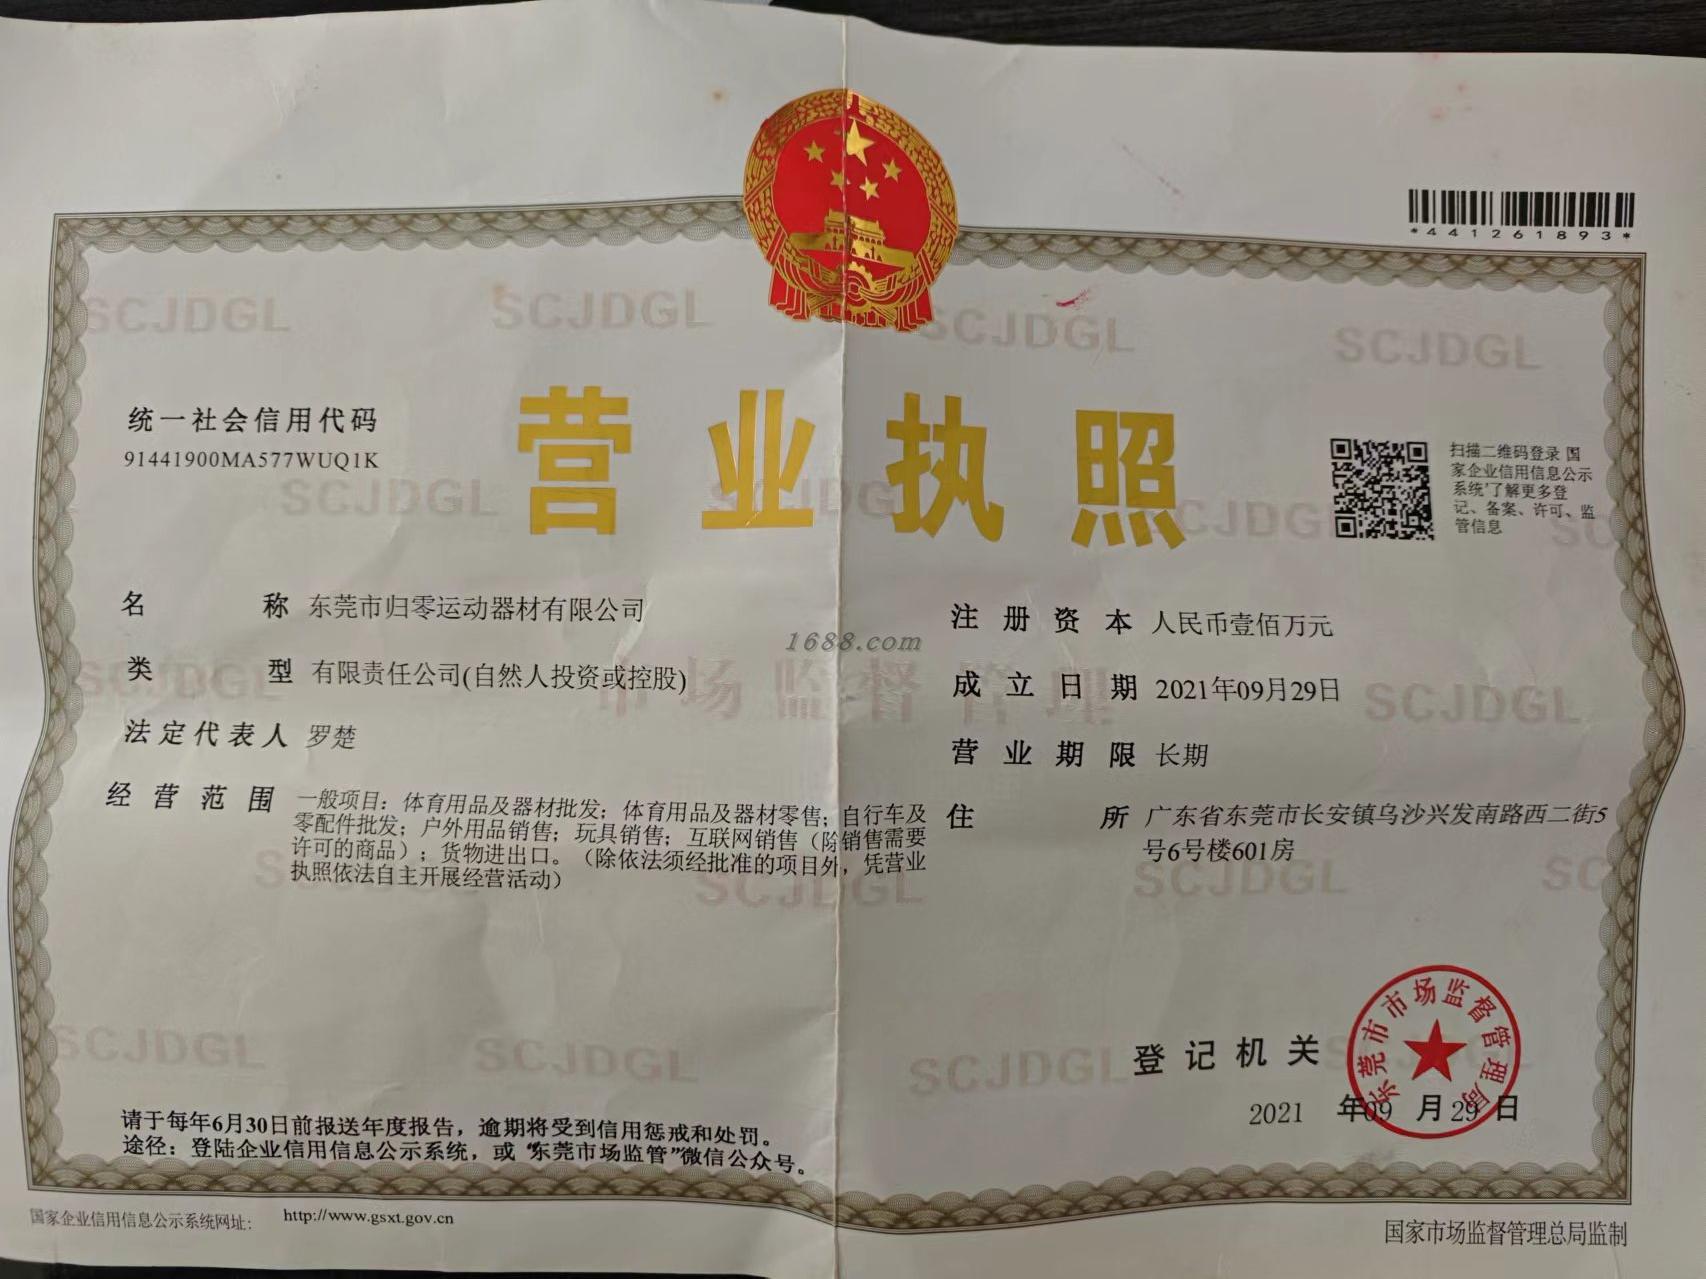 *441261893*
SCJDGL
SCJDGL
SCJDGL
SCJDGL
统一社会信用代码
91441900MA577WUQ1K
营业执照
扫描二维码登录 国
家企业信用信息公示
系统'了解更多登
记、备案、许可、监
管信息
SCJDGL
名称 东莞市归零运动器材有限公司
类型 有限责任公司(自然人投资或控股)
法定代表人 罗楚
经营范围 一般项目：体育用品及器材批发；体育用品及器材零售；自行车及
零配件批发；户外用品销售；玩具销售；互联网销售（除销售需要
许可的商品）；货物进出口。（除依法须经批准的项目外，凭营业
执照依法自主开展经营活动）
1688.com
市场监督管理
注册资本 人民币壹佰万元
成立日期 2021年09月29日
SCJDGL
营业期限 长期
住所 广东省东莞市长安镇乌沙兴发南路西二街5
号6号楼601房
SCJDGL
SCJDGL
SCJDGL
SCJDGL
SCJDGL
登记机关
东莞市市场监督管理局
2021 年09 月29 日
请于每年6月30日前报送年度报告，逾期将受到信用惩戒和处罚。
途径：登陆企业信用信息公示系统，或“东莞市场监管”微信公众号。
国家企业信用信息公示系统网址： http://www.gsxt.gov.cn
国家市场监督管理总局监制